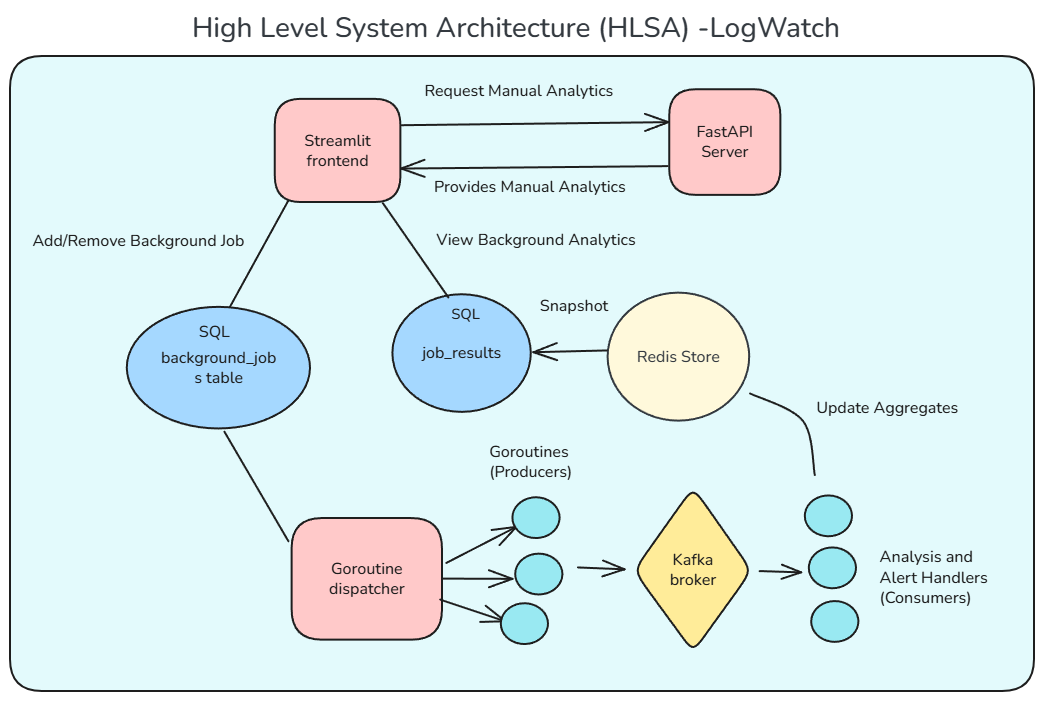 High Level System Architecture (HLSA) -LogWatch
Request Manual Analytics
Streamlit
frontend
FastAPI
Server
Provides Manual Analytics
Add/Remove Background Job
View Background Analytics
SQL
background_job
s table
SQL
job_results
Snapshot
Redis Store
Update Aggregates
Goroutines
(Producers)
Goroutine
dispatcher
Kafka
broker
Analysis and
Alert Handlers
(Consumers)